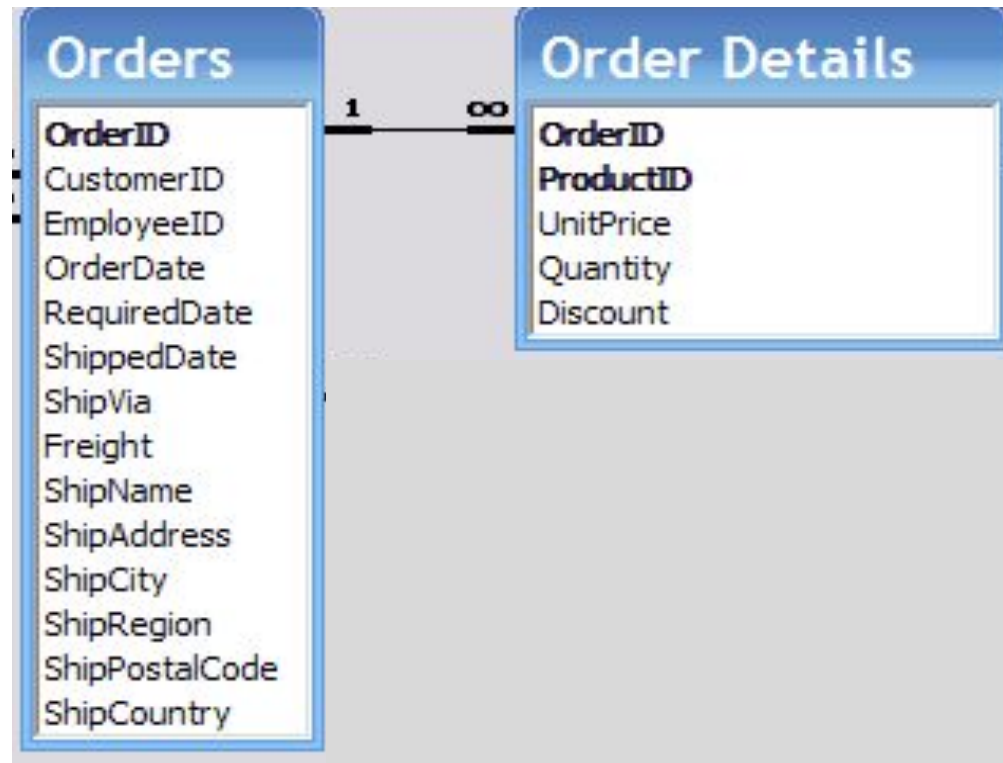 Orders
OrderID
CustomerID
EmployeeID
OrderDate
RequiredDate
ShippedDate
ShipVia
Freight
ShipName
ShipAddress
ShipCity
ShipRegion
ShipPostalCode
ShipCountry
1 ∞
Order Details
OrderID
ProductID
UnitPrice
Quantity
Discount